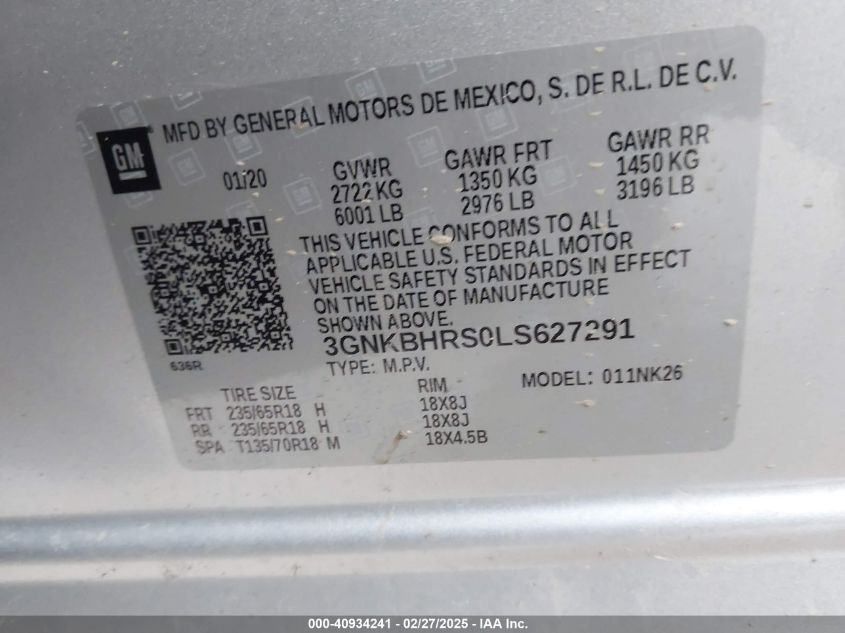 MFD BY GENERAL MOTORS DE MEXICO, S. DE R.L. DE C.V.
GM
01/20
GVWR
2722 KG
6001 LB
GAWR FRT
1350 KG
2976 LB
GAWR RR
1450 KG
3196 LB
THIS VEHICLE CONFORMS TO ALL
APPLICABLE U.S. FEDERAL MOTOR
VEHICLE SAFETY STANDARDS IN EFFECT
ON THE DATE OF MANUFACTURE
SHOWN ABOVE.
3GNKBHRS0LS627291
636R
TYPE: M.P.V.
MODEL: 011NK26
TIRE SIZE RIM
FRT 235/65R18 H 18X8J
RR 235/65R18 H 18X8J
SPA T135/70R18 M 18X4.5B
000-40934241 - 02/27/2025 - IAA Inc.